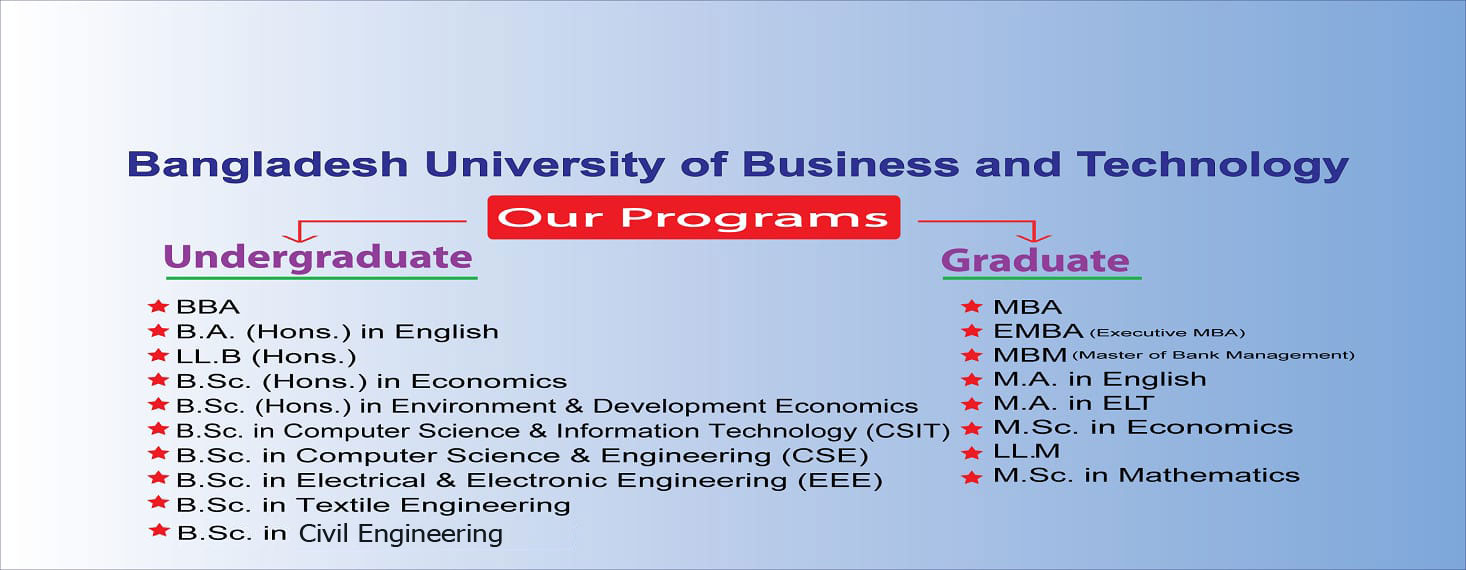 Bangladesh University of Business and Technology
Our Programs
Undergraduate
BBA
B.A. (Hons.) in English
LL.B (Hons.)
B.Sc. (Hons.) in Economics
B.Sc. (Hons.) in Environment & Development Economics
B.Sc. in Computer Science & Information Technology (CSIT)
B.Sc. in Computer Science & Engineering (CSE)
B.Sc. in Electrical & Electronic Engineering (EEE)
B.Sc. in Textile Engineering
B.Sc. in Civil Engineering
Graduate
MBA
EMBA (Executive MBA)
MBM (Master of Bank Management)
M.A. in English
M.A. in ELT
M.Sc. in Economics
LL.M
M.Sc. in Mathematics